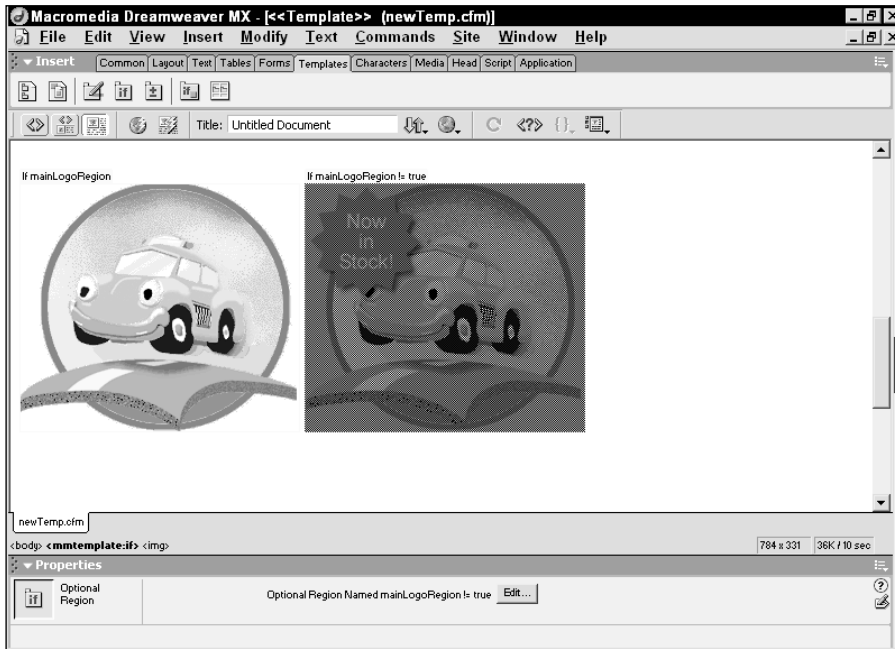 Macromedia Dreamweaver MX - [<<Template>> (newTemp.cfm)]
File Edit View Insert Modify Text Commands Site Window Help
Insert Common Layout Text Tables Forms Templates Characters Media Head Script Application
Title: Untitled Document
If mainLogoRegion
If mainLogoRegion != true
Now
in
Stock!
newTemp.cfm
<body> <mmtemplate:if> <img>
784 x 331 36K / 10 sec
Properties
Optional
Region
Optional Region Named mainLogoRegion != true Edit...